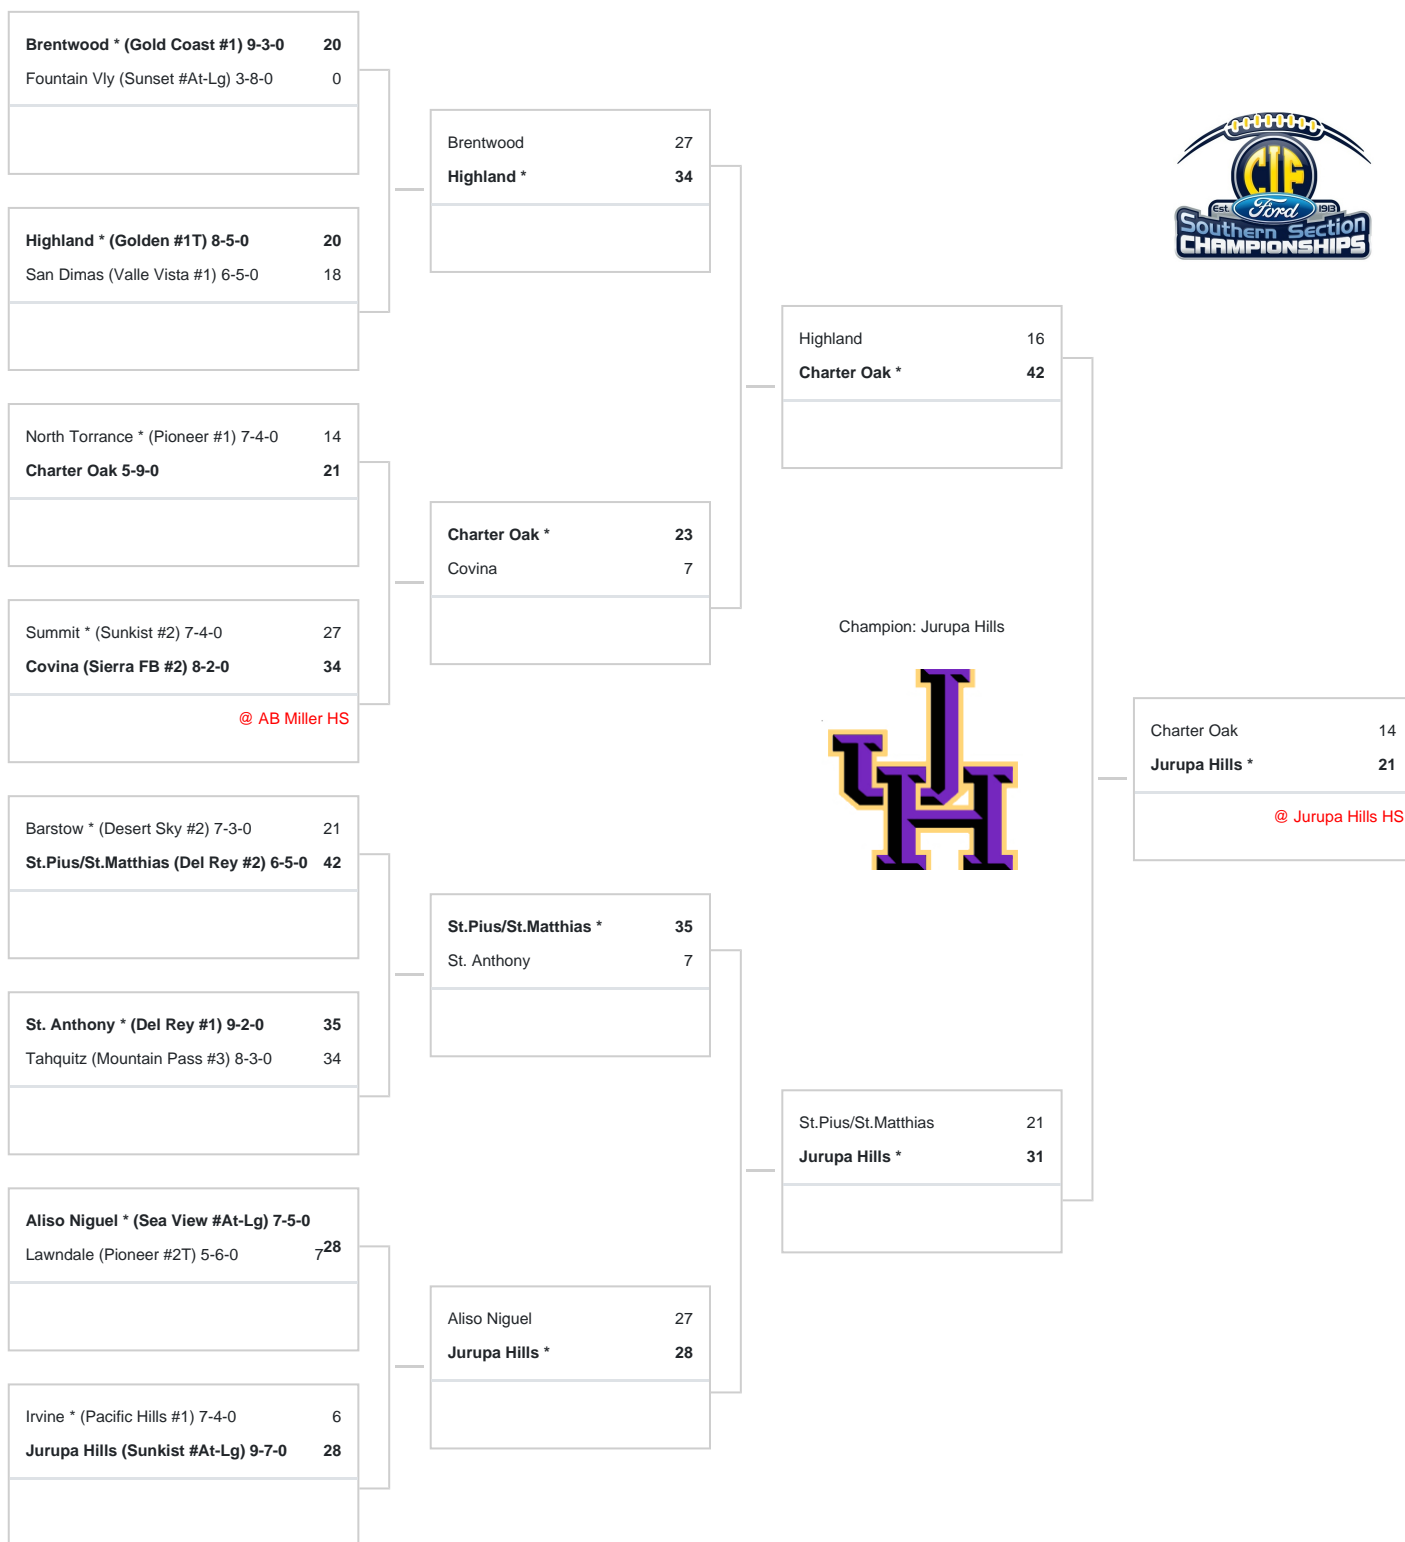 Brentwood * (Gold Coast #1) 9-3-0 20
Fountain Vly (Sunset #At-Lg) 3-8-0 0
Highland * (Golden #1T) 8-5-0 20
San Dimas (Valle Vista #1) 6-5-0 18
North Torrance * (Pioneer #1) 7-4-0 14
Charter Oak 5-9-0 21
Summit * (Sunkist #2) 7-4-0 27
Covina (Sierra FB #2) 8-2-0 34
@ AB Miller HS
Barstow * (Desert Sky #2) 7-3-0 21
St.Pius/St.Matthias (Del Rey #2) 6-5-0 42
St. Anthony * (Del Rey #1) 9-2-0 35
Tahquitz (Mountain Pass #3) 8-3-0 34
Aliso Niguel * (Sea View #At-Lg) 7-5-0 28
Lawndale (Pioneer #2T) 5-6-0 7
Irvine * (Pacific Hills #1) 7-4-0 6
Jurupa Hills (Sunkist #At-Lg) 9-7-0 28
Brentwood 27
Highland * 34
Charter Oak * 23
Covina 7
St.Pius/St.Matthias * 35
St. Anthony 7
Aliso Niguel 27
Jurupa Hills * 28
Highland 16
Charter Oak * 42
St.Pius/St.Matthias 21
Jurupa Hills * 31
Champion: Jurupa Hills
JH
Charter Oak 14
Jurupa Hills * 21
@ Jurupa Hills HS
CIF
Est. Ford 1913
Southern Section
CHAMPIONSHIPS